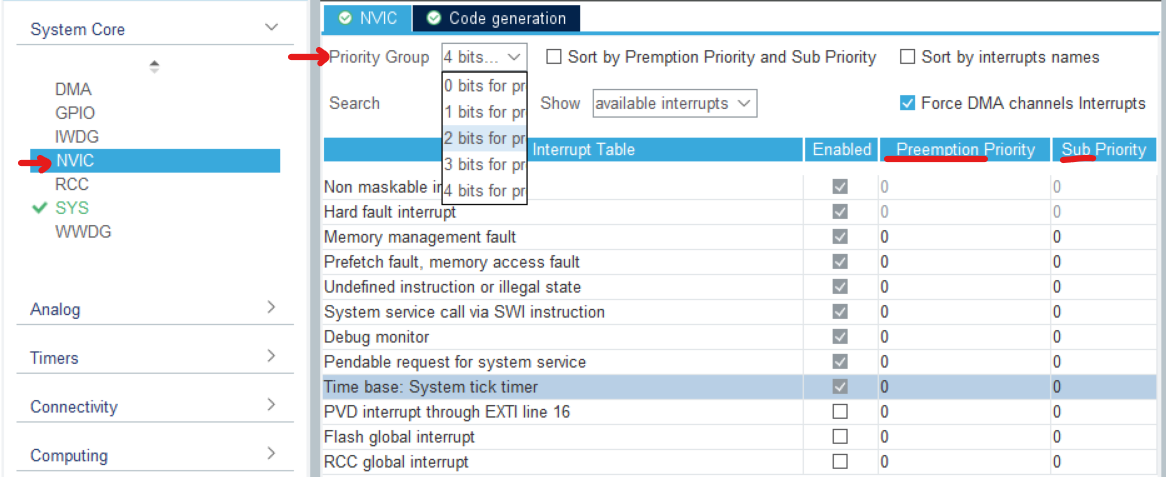 System Core
DMA
GPIO
IWDG
NVIC
RCC
SYS
WWDG
Analog
Timers
Connectivity
Computing
NVIC Code generation
Priority Group 4 bits... Sort by Premption Priority and Sub Priority Sort by interrupts names
0 bits for pr
1 bits for pr
2 bits for pr
3 bits for pr
4 bits for pr
Search Show available interrupts Force DMA channels Interrupts
Interrupt Table Enabled Preemption Priority Sub Priority
Non maskable in 0 0
Hard fault interrupt 0 0
Memory management fault 0 0
Prefetch fault, memory access fault 0 0
Undefined instruction or illegal state 0 0
System service call via SWI instruction 0 0
Debug monitor 0 0
Pendable request for system service 0 0
Time base: System tick timer 0 0
PVD interrupt through EXTI line 16 0 0
Flash global interrupt 0 0
RCC global interrupt 0 0